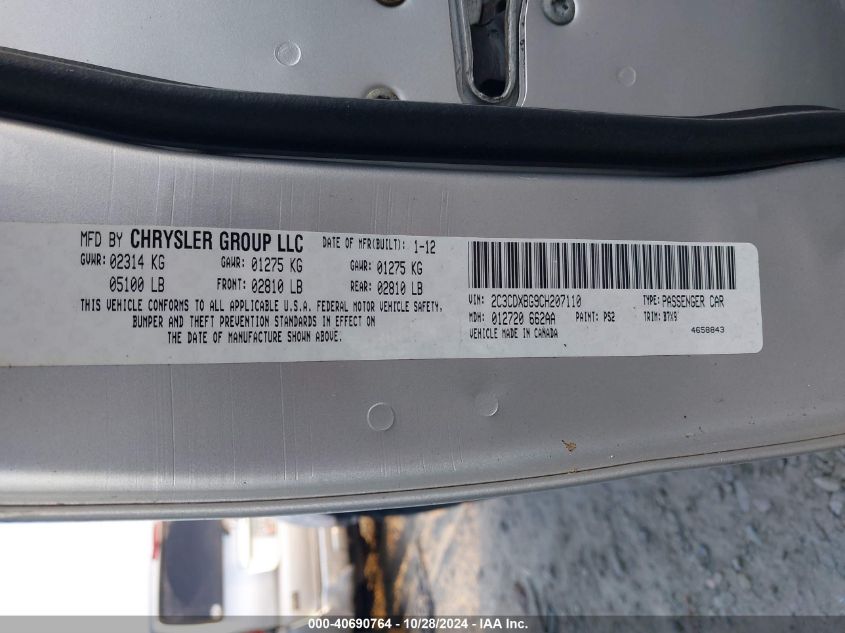 MFD BY CHRYSLER GROUP LLC DATE OF MFR(BUILT): 1-12
GVWR: 02314 KG GAWR: 01275 KG GAWR: 01275 KG
05100 LB FRONT: 02810 LB REAR: 02810 LB
THIS VEHICLE CONFORMS TO ALL APPLICABLE U.S.A. FEDERAL MOTOR VEHICLE SAFETY,
BUMPER AND THEFT PREVENTION STANDARDS IN EFFECT ON
THE DATE OF MANUFACTURE SHOWN ABOVE.
VIN: 2C3CDXBG9CH207110 TYPE: PASSENGER CAR
MDH: 012720 662AA PAINT: PS2 TRIM: B7X9
VEHICLE MADE IN CANADA 4658843
000-40690764 - 10/28/2024 - IAA Inc.